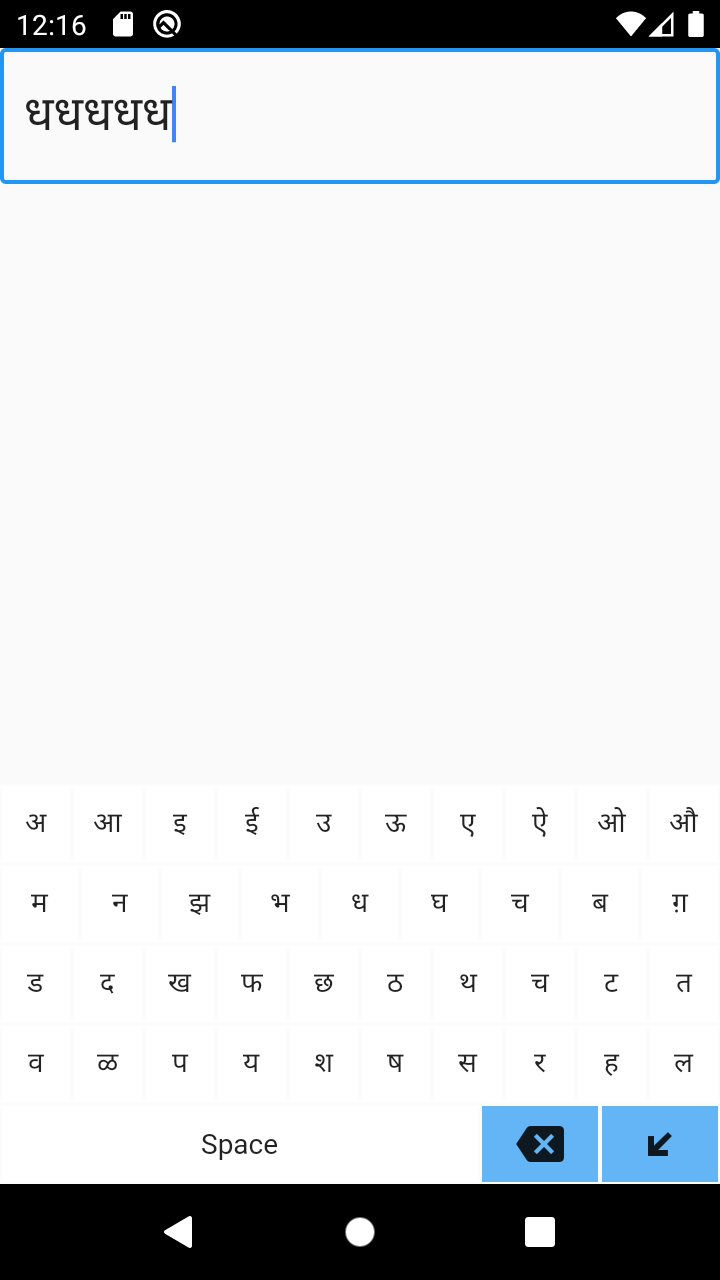 12:16
धधधधध
अ आ इ ई उ ऊ ए ऐ ओ औ
म न झ भ ध घ च ब ग़
ड द ख फ छ ठ थ च ट त
व ळ प य श ष स र ह ल
Space